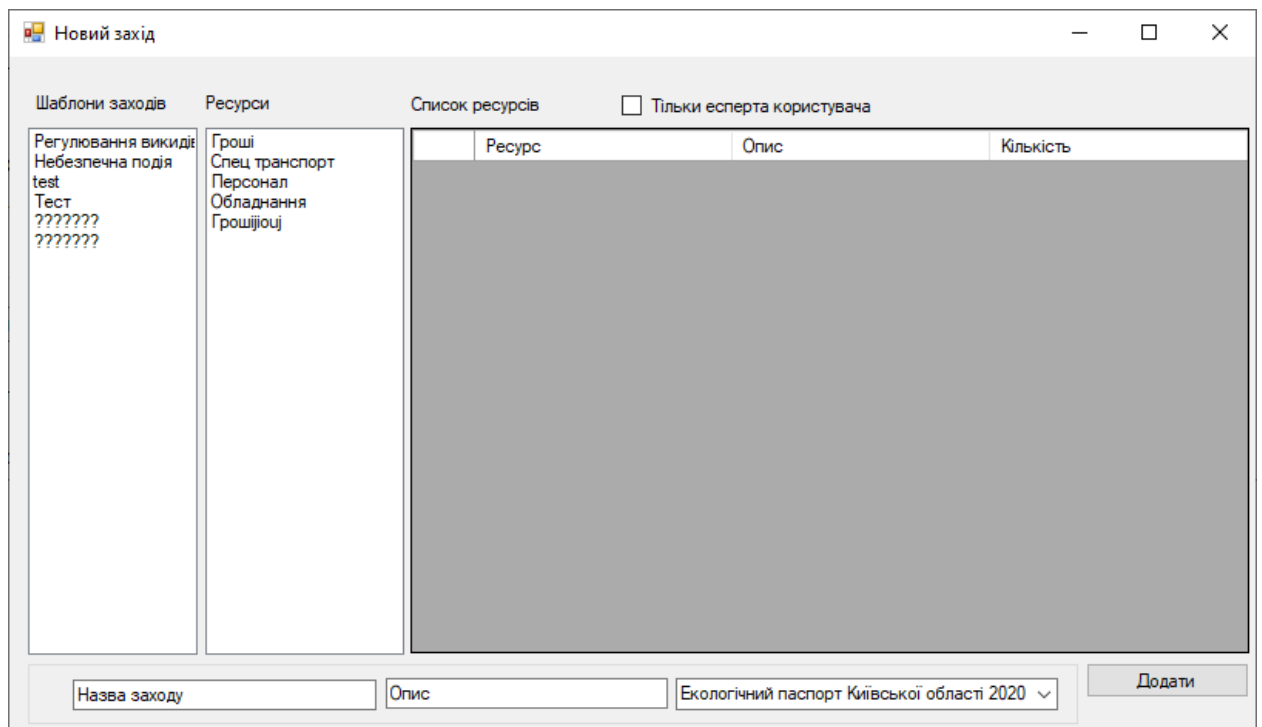 Новий захід
Шаблони заходів
Ресурси
Список ресурсів
Тільки есперта користувача
Регулювання викидів
Небезпечна подія
test
Тест
???????
???????
Гроші
Спец транспорт
Персонал
Обладнання
Грошіjiouj
Ресурс
Опис
Кількість
Назва заходу
Опис
Екологічний паспорт Київської області 2020
Додати